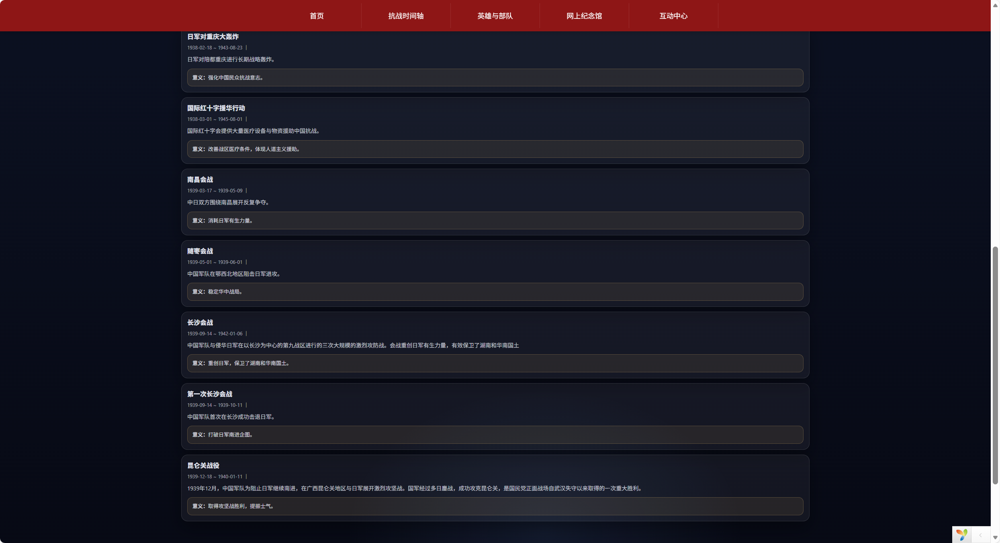 首页
抗战时间轴
英雄与部队
网上纪念馆
互动中心
日军对重庆大轰炸
1938-02-18 ~ 1943-08-23 |
日军对陪都重庆进行长期战略轰炸。
意义：强化中国民众抗战意志。
国际红十字援华行动
1938-03-01 ~ 1945-08-01 |
国际红十字会提供大量医疗设备与物资援助中国抗战。
意义：改善战区医疗条件，体现人道主义援助。
南昌会战
1939-03-17 ~ 1939-05-09 |
中日双方围绕南昌展开反复争夺。
意义：消耗日军有生力量。
随枣会战
1939-05-01 ~ 1939-06-01 |
中国军队在鄂西北地区阻击日军进攻。
意义：稳定华中战局。
长沙会战
1939-09-14 ~ 1942-01-06 |
中国军队与侵华日军在以长沙为中心的第九战区进行的三次大规模的激烈攻防战。会战重创日军有生力量，有效保卫了湖南和华南国土
意义：重创日军，保卫了湖南和华南国土。
第一次长沙会战
1939-09-14 ~ 1939-10-11 |
中国军队首次在长沙成功击退日军。
意义：打破日军南进企图。
昆仑关战役
1939-12-18 ~ 1940-01-11 |
1939年12月，中国军队为阻止日军继续南进，在广西昆仑关地区与日军展开激烈攻坚战。国军经过多日鏖战，成功攻克昆仑关，是国民党正面战场自武汉失守以来取得的一次重大胜利。
意义：取得攻坚战胜利，提振士气。